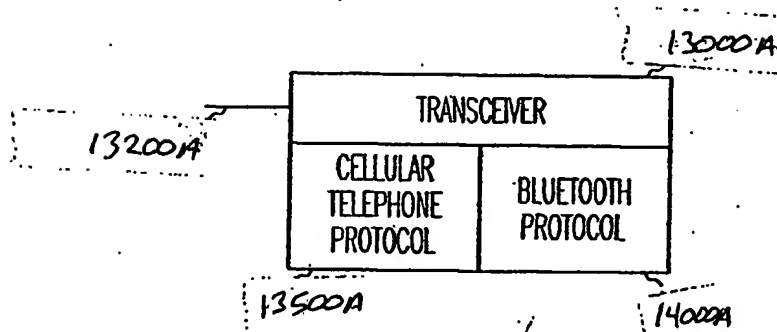 13000A
TRANSCEIVER
13200A
CELLULAR
TELEPHONE
PROTOCOL
BLUETOOTH
PROTOCOL
13500A
14000A